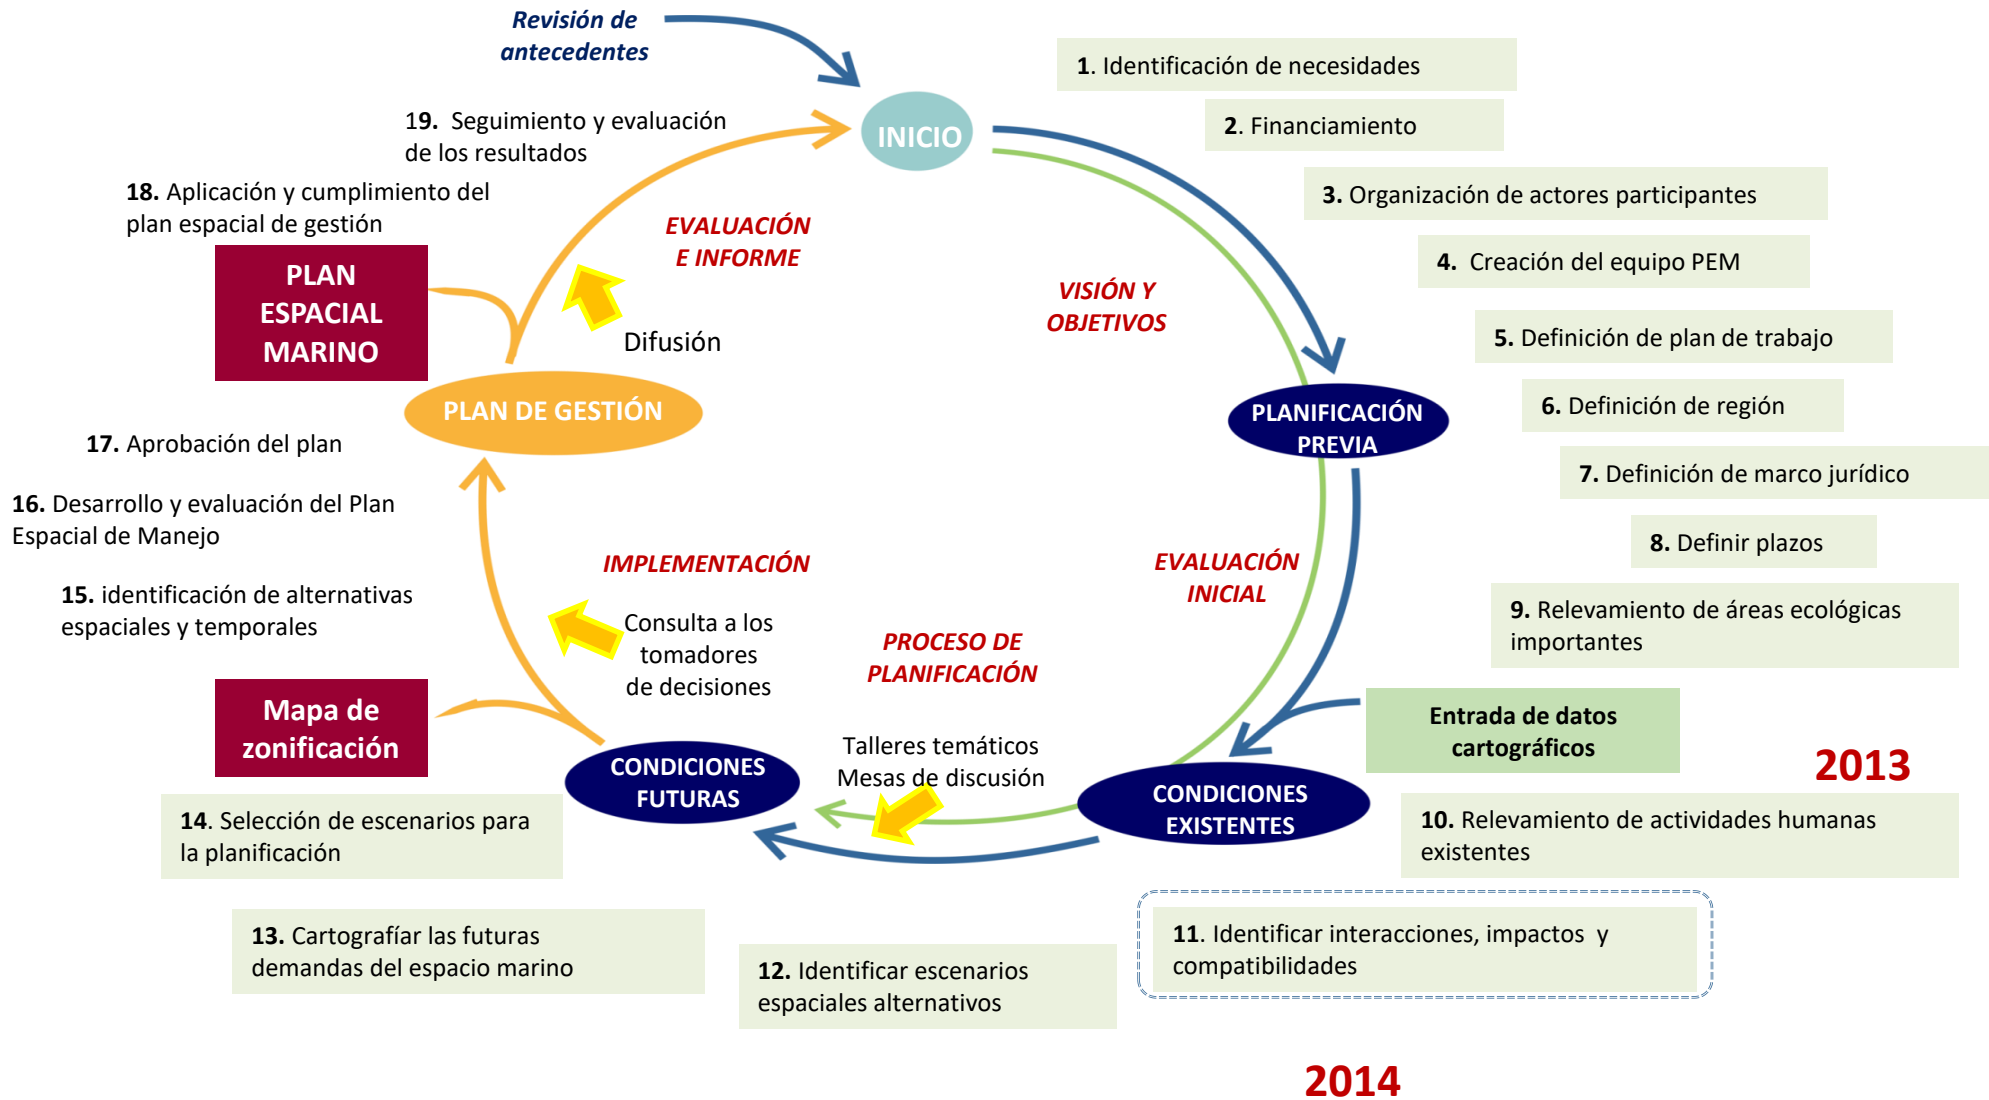 Revisión de
antecedentes
INICIO
1. Identificación de necesidades
2. Financiamiento
3. Organización de actores participantes
4. Creación del equipo PEM
5. Definición de plan de trabajo
6. Definición de región
7. Definición de marco jurídico
8. Definir plazos
9. Relevamiento de áreas ecológicas
importantes
Entrada de datos
cartográficos
2013
10. Relevamiento de actividades humanas
existentes
11. Identificar interacciones, impactos y
compatibilidades
2014
12. Identificar escenarios
espaciales alternativos
13. Cartografíar las futuras
demandas del espacio marino
14. Selección de escenarios para
la planificación
Mapa de
zonificación
15. identificación de alternativas
espaciales y temporales
16. Desarrollo y evaluación del Plan
Espacial de Manejo
17. Aprobación del plan
PLAN DE GESTIÓN
PLAN
ESPACIAL
MARINO
18. Aplicación y cumplimiento del
plan espacial de gestión
19. Seguimiento y evaluación
de los resultados
EVALUACIÓN
E INFORME
Difusión
VISIÓN Y
OBJETIVOS
PLANIFICACIÓN
PREVIA
EVALUACIÓN
INICIAL
CONDICIONES
EXISTENTES
PROCESO DE
PLANIFICACIÓN
Talleres temáticos
Mesas de discusión
CONDICIONES
FUTURAS
IMPLEMENTACIÓN
Consulta a los
tomadores
de decisiones